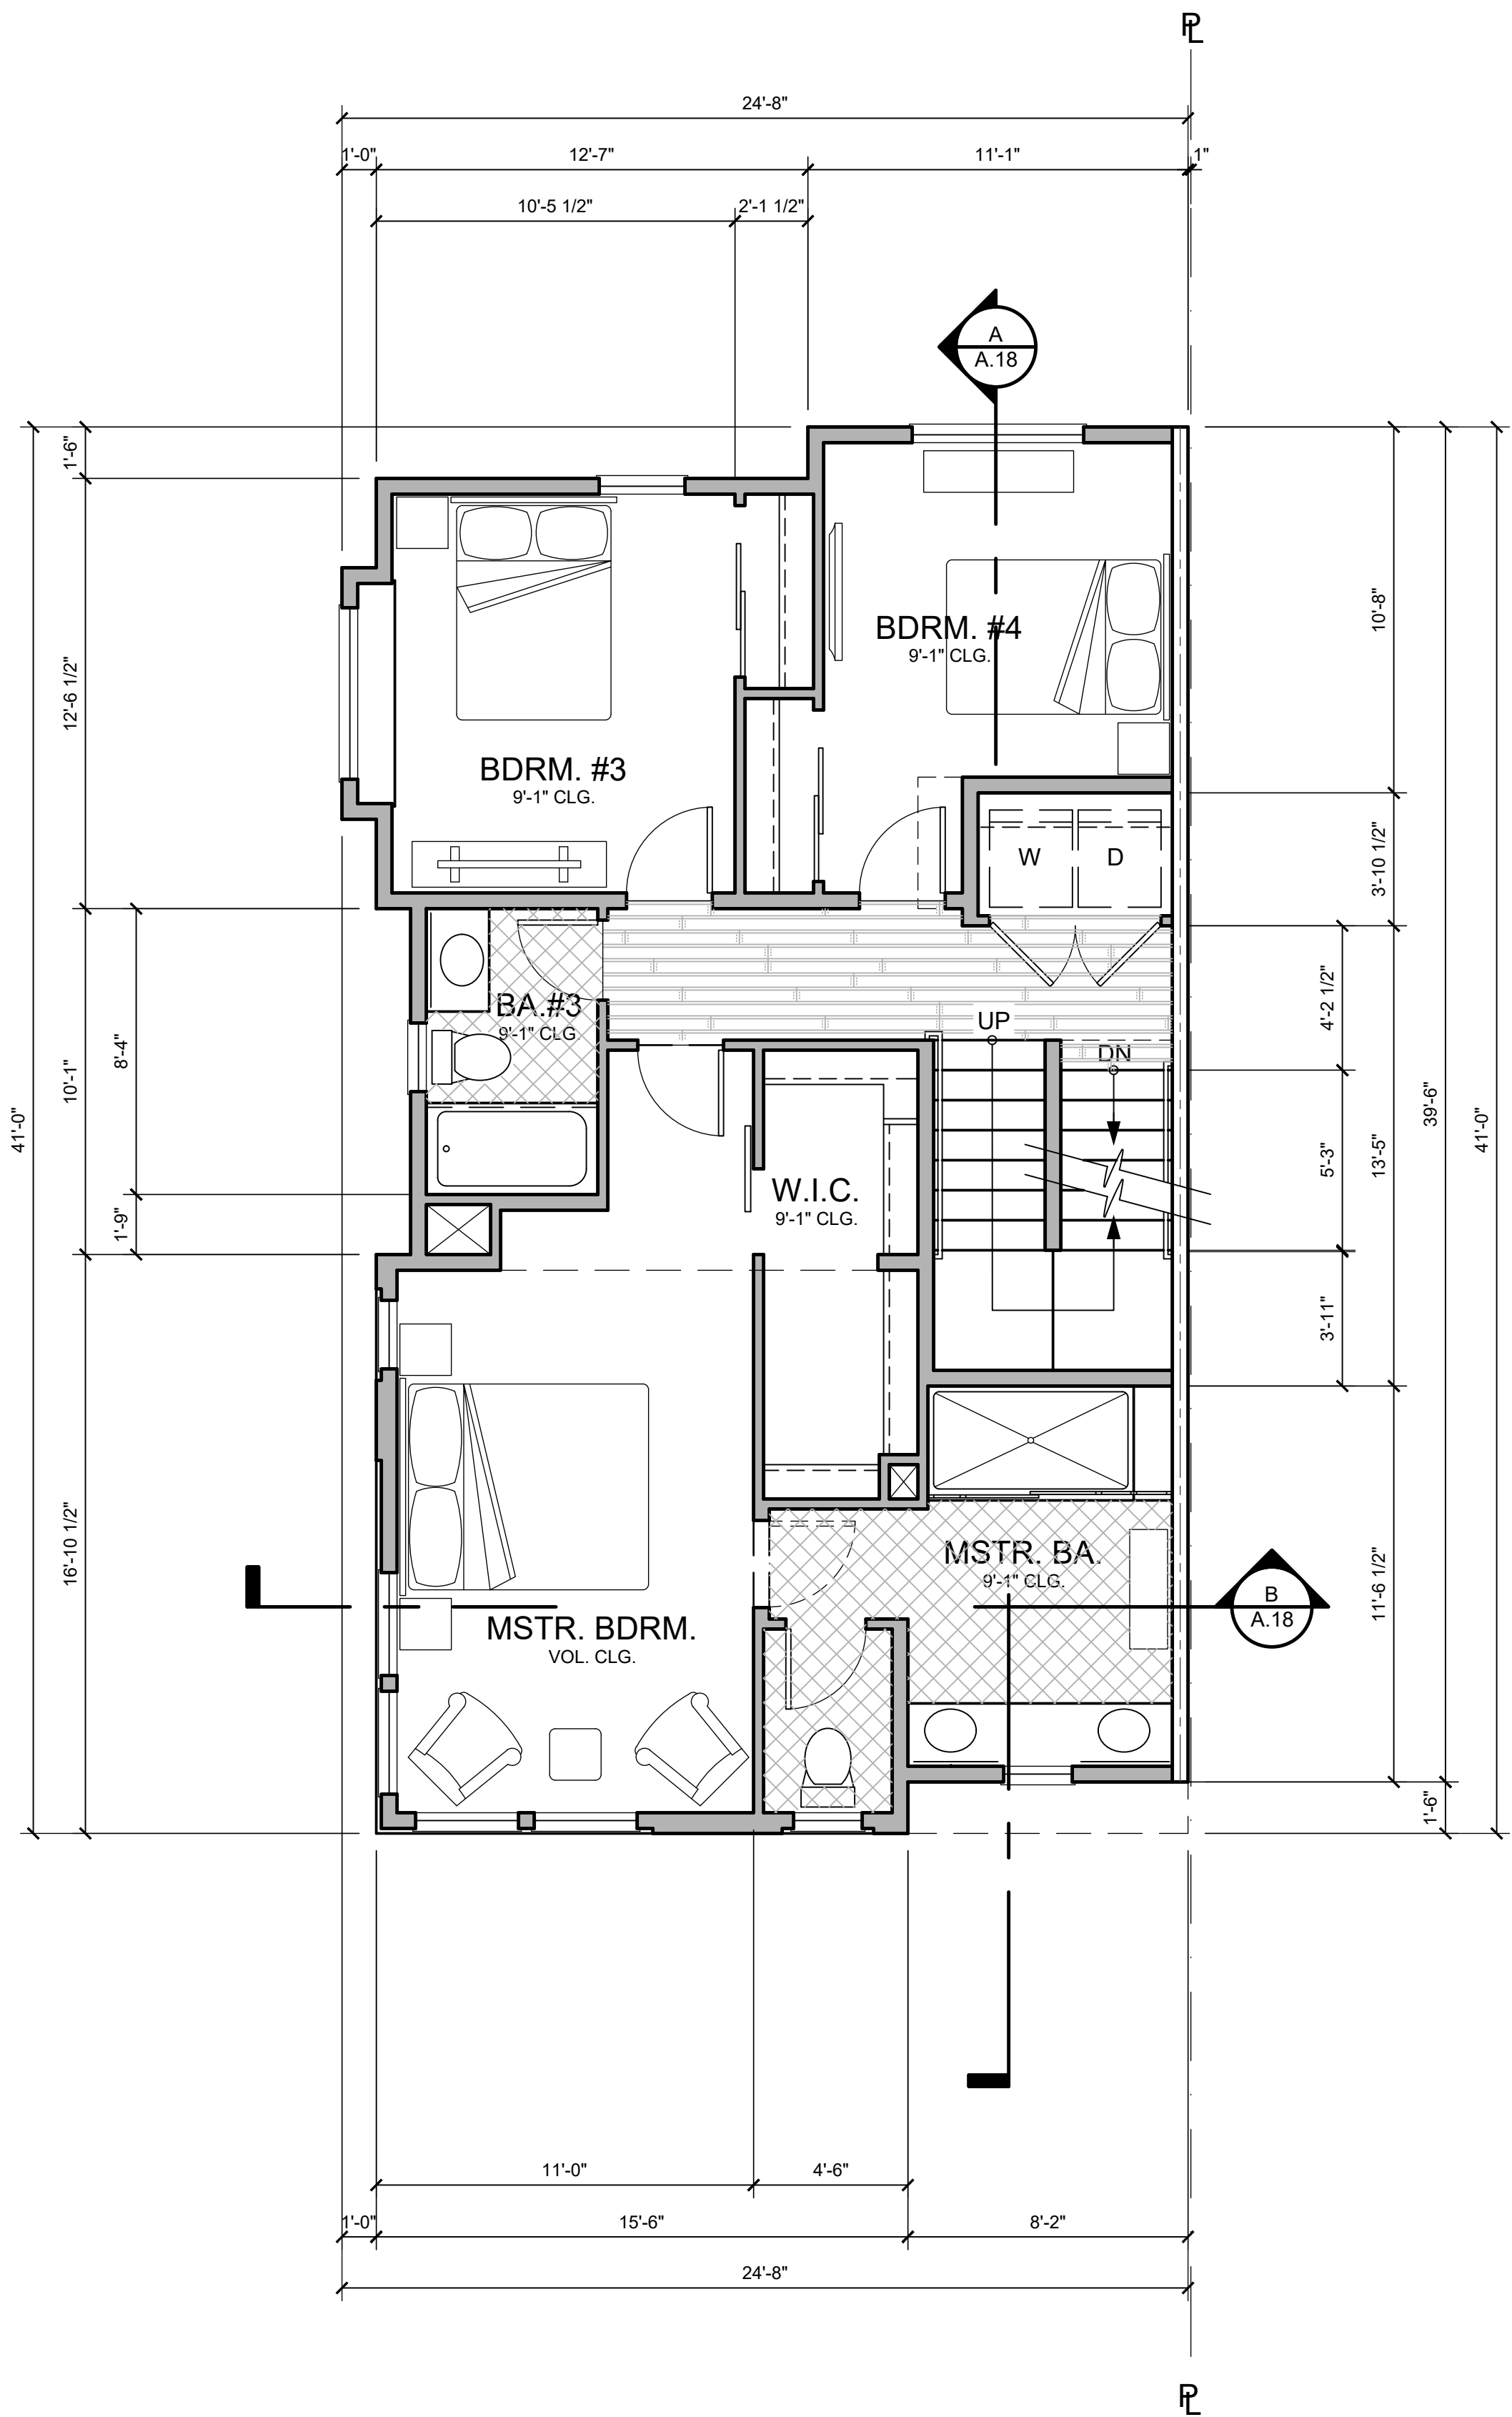 PL
24'-8"
1'-0"
12'-7"
11'-1"
1"
10'-5 1/2"
2'-1 1/2"
A
A.18
1'-6"
12'-6 1/2"
BDRM. #4
9'-1" CLG.
10'-8"
BDRM. #3
9'-1" CLG.
W
D
3'-10 1/2"
BA.#3
9'-1" CLG
UP
DN
4'-2 1/2"
8'-4"
10'-1"
41'-0"
39'-6"
41'-0"
5'-3"
13'-5"
W.I.C.
9'-1" CLG.
1'-9"
3'-11"
16'-10 1/2"
MSTR. BA.
9'-1" CLG.
11'-6 1/2"
B
A.18
MSTR. BDRM.
VOL. CLG.
1'-6"
11'-0"
4'-6"
1'-0"
15'-6"
8'-2"
24'-8"
PL